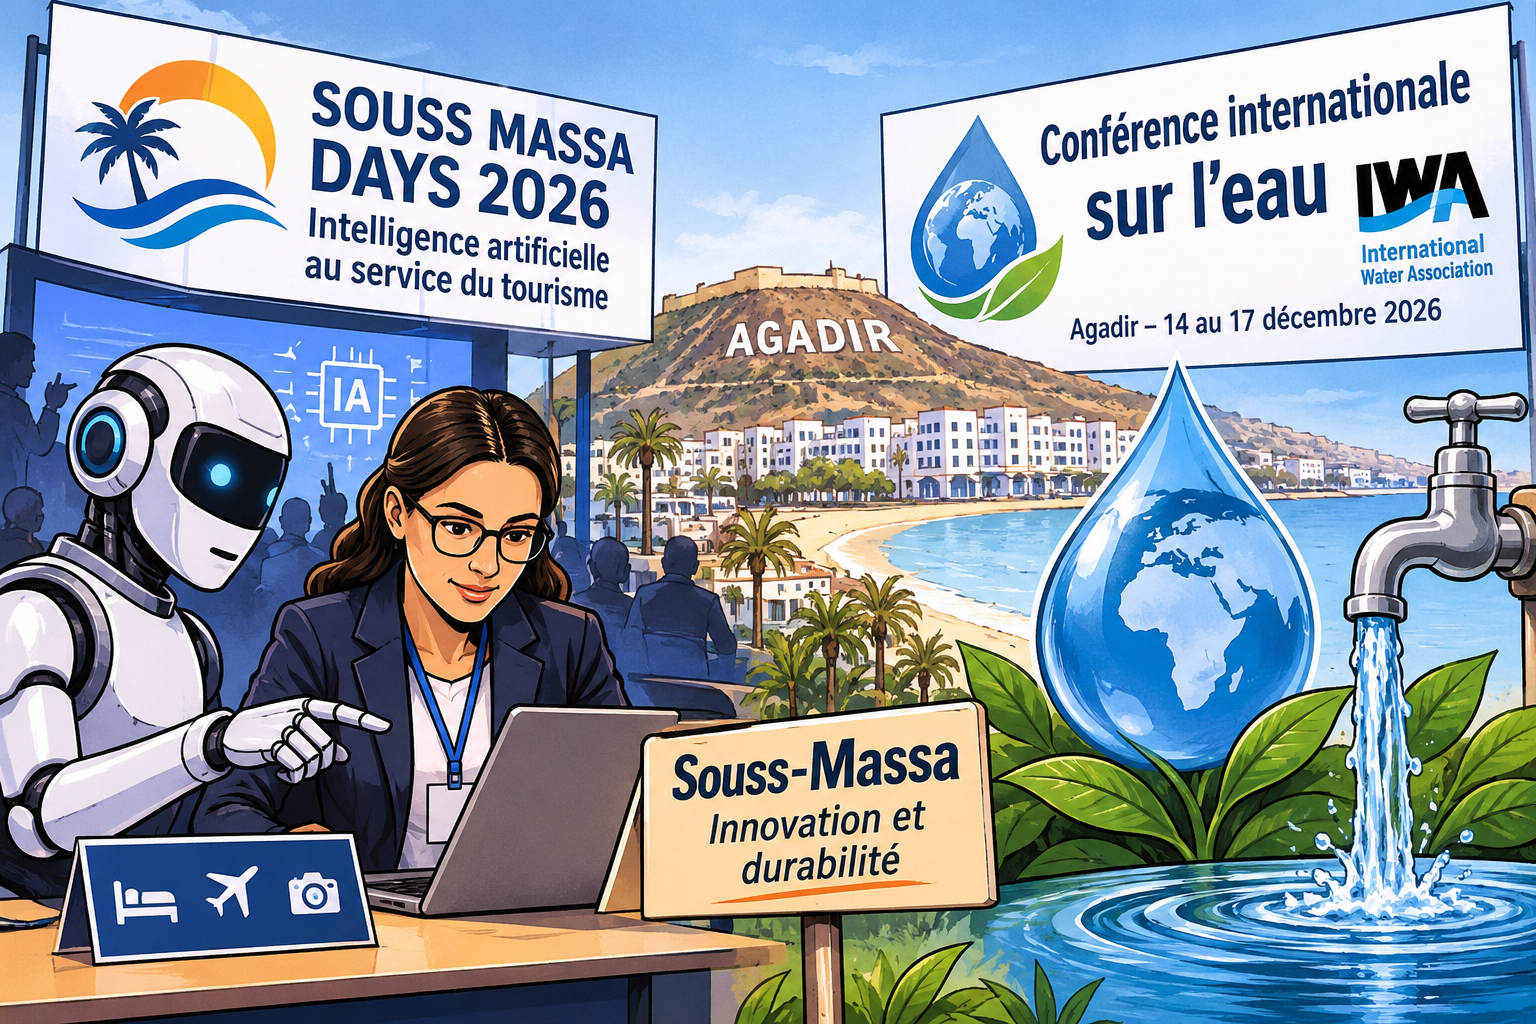 SOUSS MASSA
DAYS 2026
Intelligence artificielle
au service du tourisme
Conférence internationale
sur l'eau
IWA
International
Water Association
Agadir – 14 au 17 décembre 2026
AGADIR
IA
Souss-Massa
Innovation et
durabilité